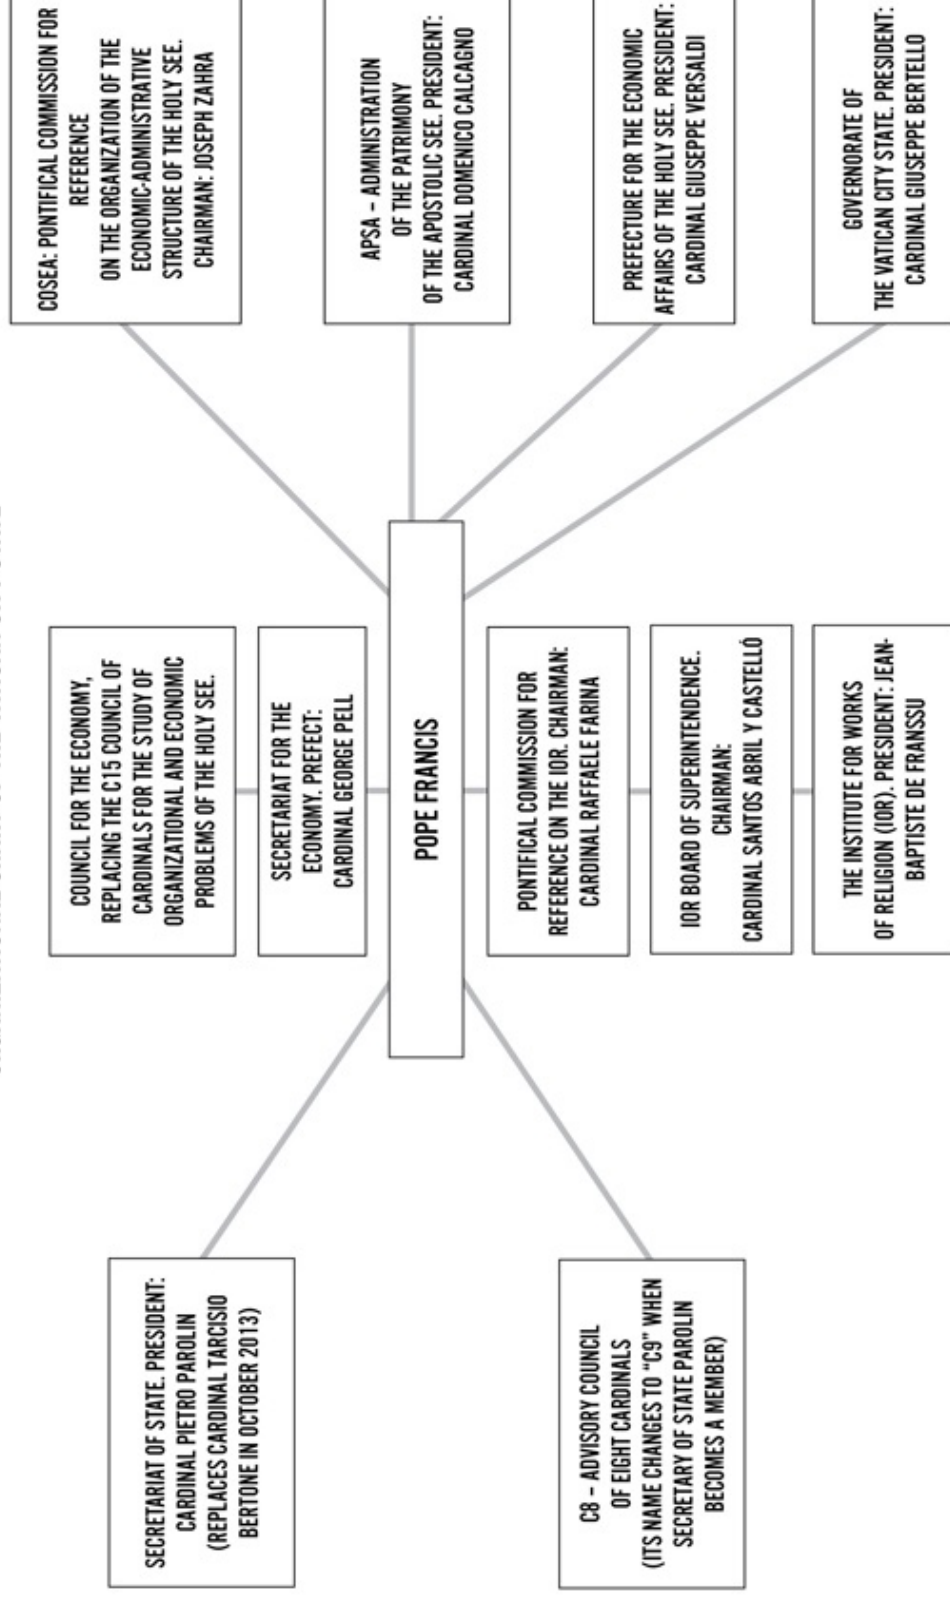 SECRETARIAT OF STATE. PRESIDENT:
CARDINAL PIETRO PAROLIN
(REPLACES CARDINAL TARCISIO
BERTONE IN OCTOBER 2013)
C8 – ADVISORY COUNCIL
OF EIGHT CARDINALS
(ITS NAME CHANGES TO “C9” WHEN
SECRETARY OF STATE PAROLIN
BECOMES A MEMBER)
COUNCIL FOR THE ECONOMY,
REPLACING THE C15 COUNCIL OF
CARDINALS FOR THE STUDY OF
ORGANIZATIONAL AND ECONOMIC
PROBLEMS OF THE HOLY SEE.
SECRETARIAT FOR THE
ECONOMY. PREFECT:
CARDINAL GEORGE PELL
POPE FRANCIS
PONTIFICAL COMMISSION FOR
REFERENCE ON THE IOR. CHAIRMAN:
CARDINAL RAFFAELE FARINA
IOR BOARD OF SUPERINTENDENCE.
CHAIRMAN:
CARDINAL SANTOS ABRIL Y CASTELLÓ
THE INSTITUTE FOR WORKS
OF RELIGION (IOR). PRESIDENT: JEAN-
BAPTISTE DE FRANSSU
COSEA: PONTIFICAL COMMISSION FOR
REFERENCE
ON THE ORGANIZATION OF THE
ECONOMIC-ADMINISTRATIVE
STRUCTURE OF THE HOLY SEE.
CHAIRMAN: JOSEPH ZAHRA
APSA – ADMINISTRATION
OF THE PATRIMONY
OF THE APOSTOLIC SEE. PRESIDENT:
CARDINAL DOMENICO CALCAGNO
PREFECTURE FOR THE ECONOMIC
AFFAIRS OF THE HOLY SEE. PRESIDENT:
CARDINAL GIUSEPPE VERSALDI
GOVERNORATE OF
THE VATICAN CITY STATE. PRESIDENT:
CARDINAL GIUSEPPE BERTELLO